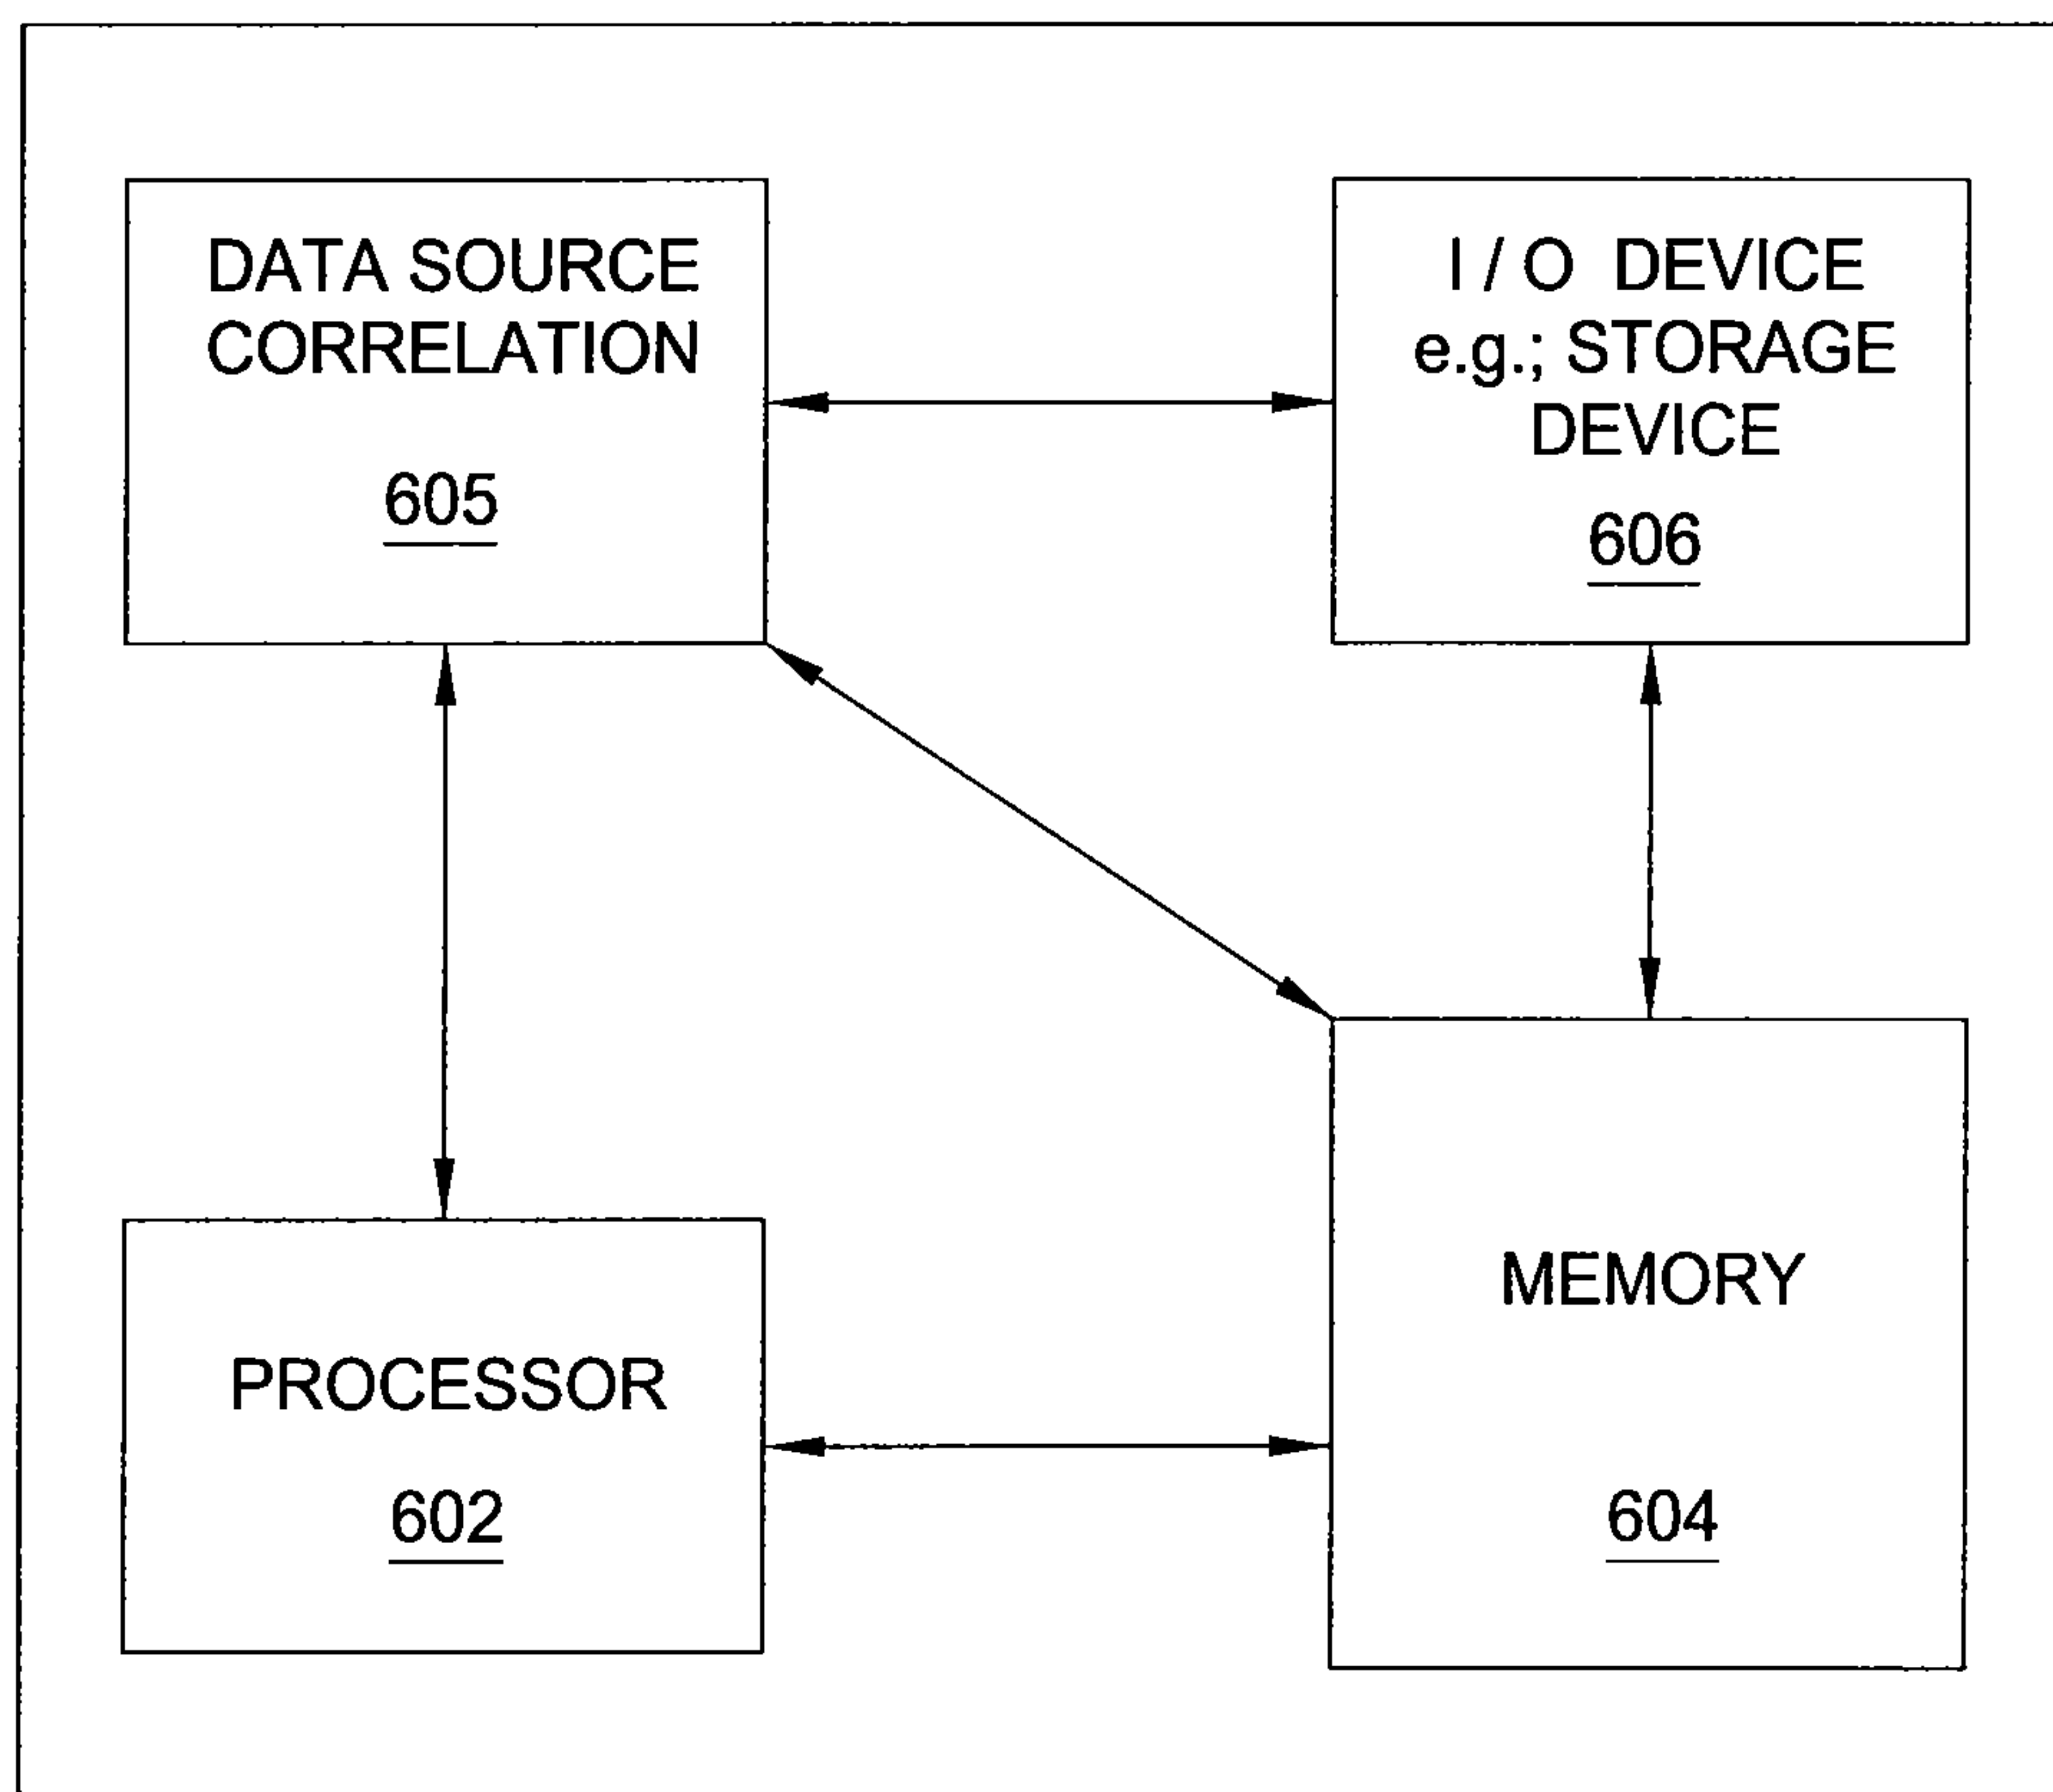 DATA SOURCE
CORRELATION
605
I / O DEVICE
e.g.; STORAGE
DEVICE
606
PROCESSOR
602
MEMORY
604